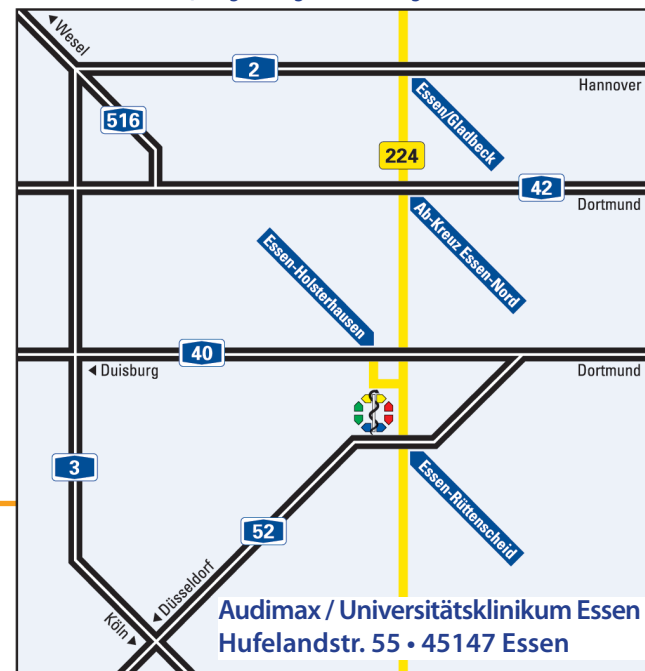 ◄Wesel
2
Hannover
516
Essen/Gladbeck
224
42
Dortmund
Ab-Kreuz Essen-Nord
Essen-Holsterhausen
40
◄ Duisburg
Dortmund
3
Essen-Rüttenscheid
52
◄Düsseldorf
Köln►
Audimax / Universitätsklinikum Essen
Hufelandstr. 55 • 45147 Essen